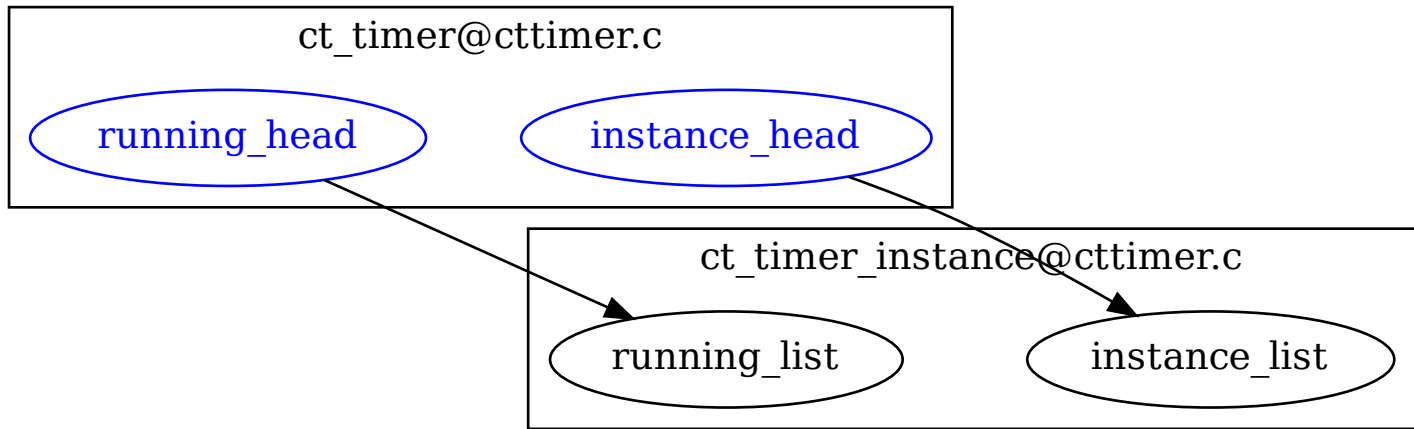 ct_timer@cttimer.c
running_head
instance_head
ct_timer_instance@cttimer.c
running_list
instance_list